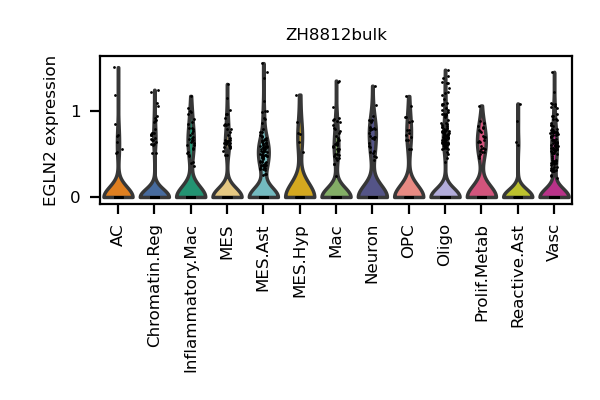 ZH8812bulk
EGLN2 expression
1
0
AC
Chromatin.Reg
Inflammatory.Mac
MES
MES.Ast
MES.Hyp
Mac
Neuron
OPC
Oligo
Prolif.Metab
Reactive.Ast
Vasc